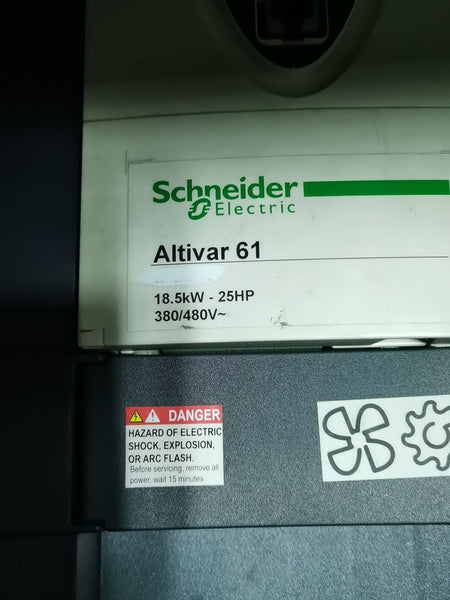 Schneider
Electric
Altivar 61
18.5kW - 25HP
380/480V~
DANGER
HAZARD OF ELECTRIC
SHOCK, EXPLOSION,
OR ARC FLASH.
Before servicing, remove all
power, wait 15 minutes